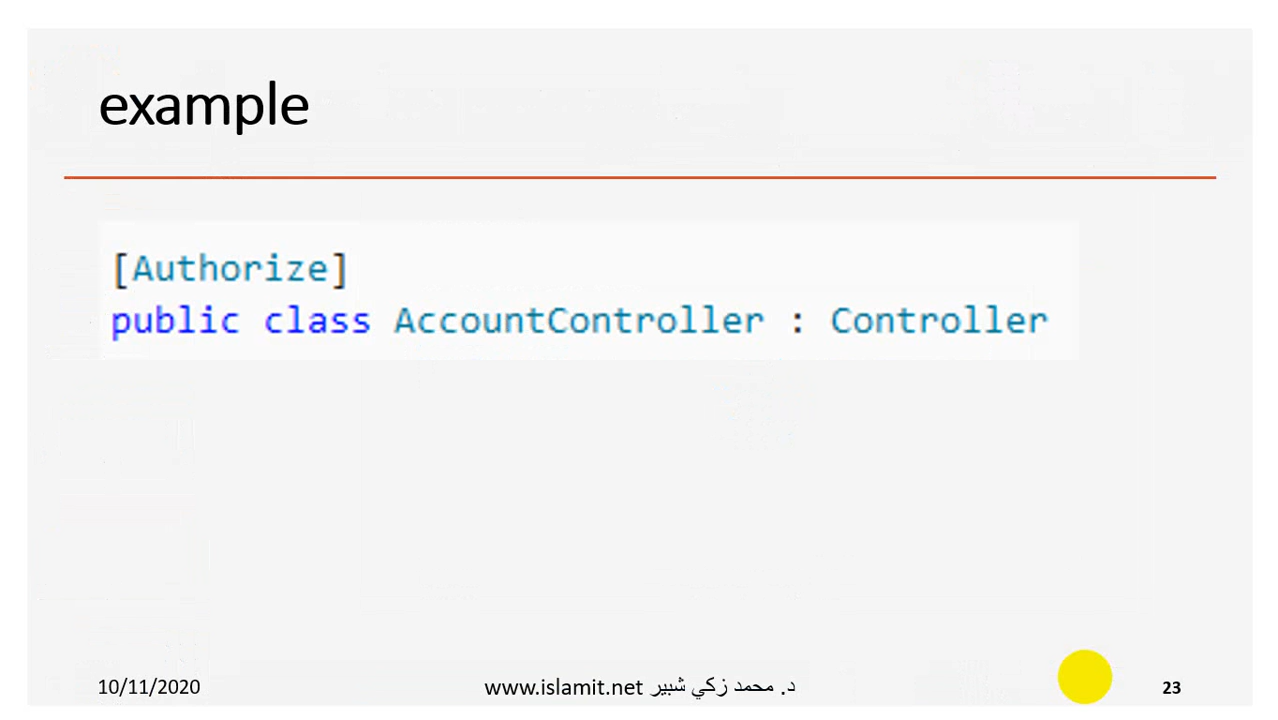 example
[Authorize]
public class AccountController : Controller
10/11/2020
www.islamit.net د. محمد زكي شبير
23